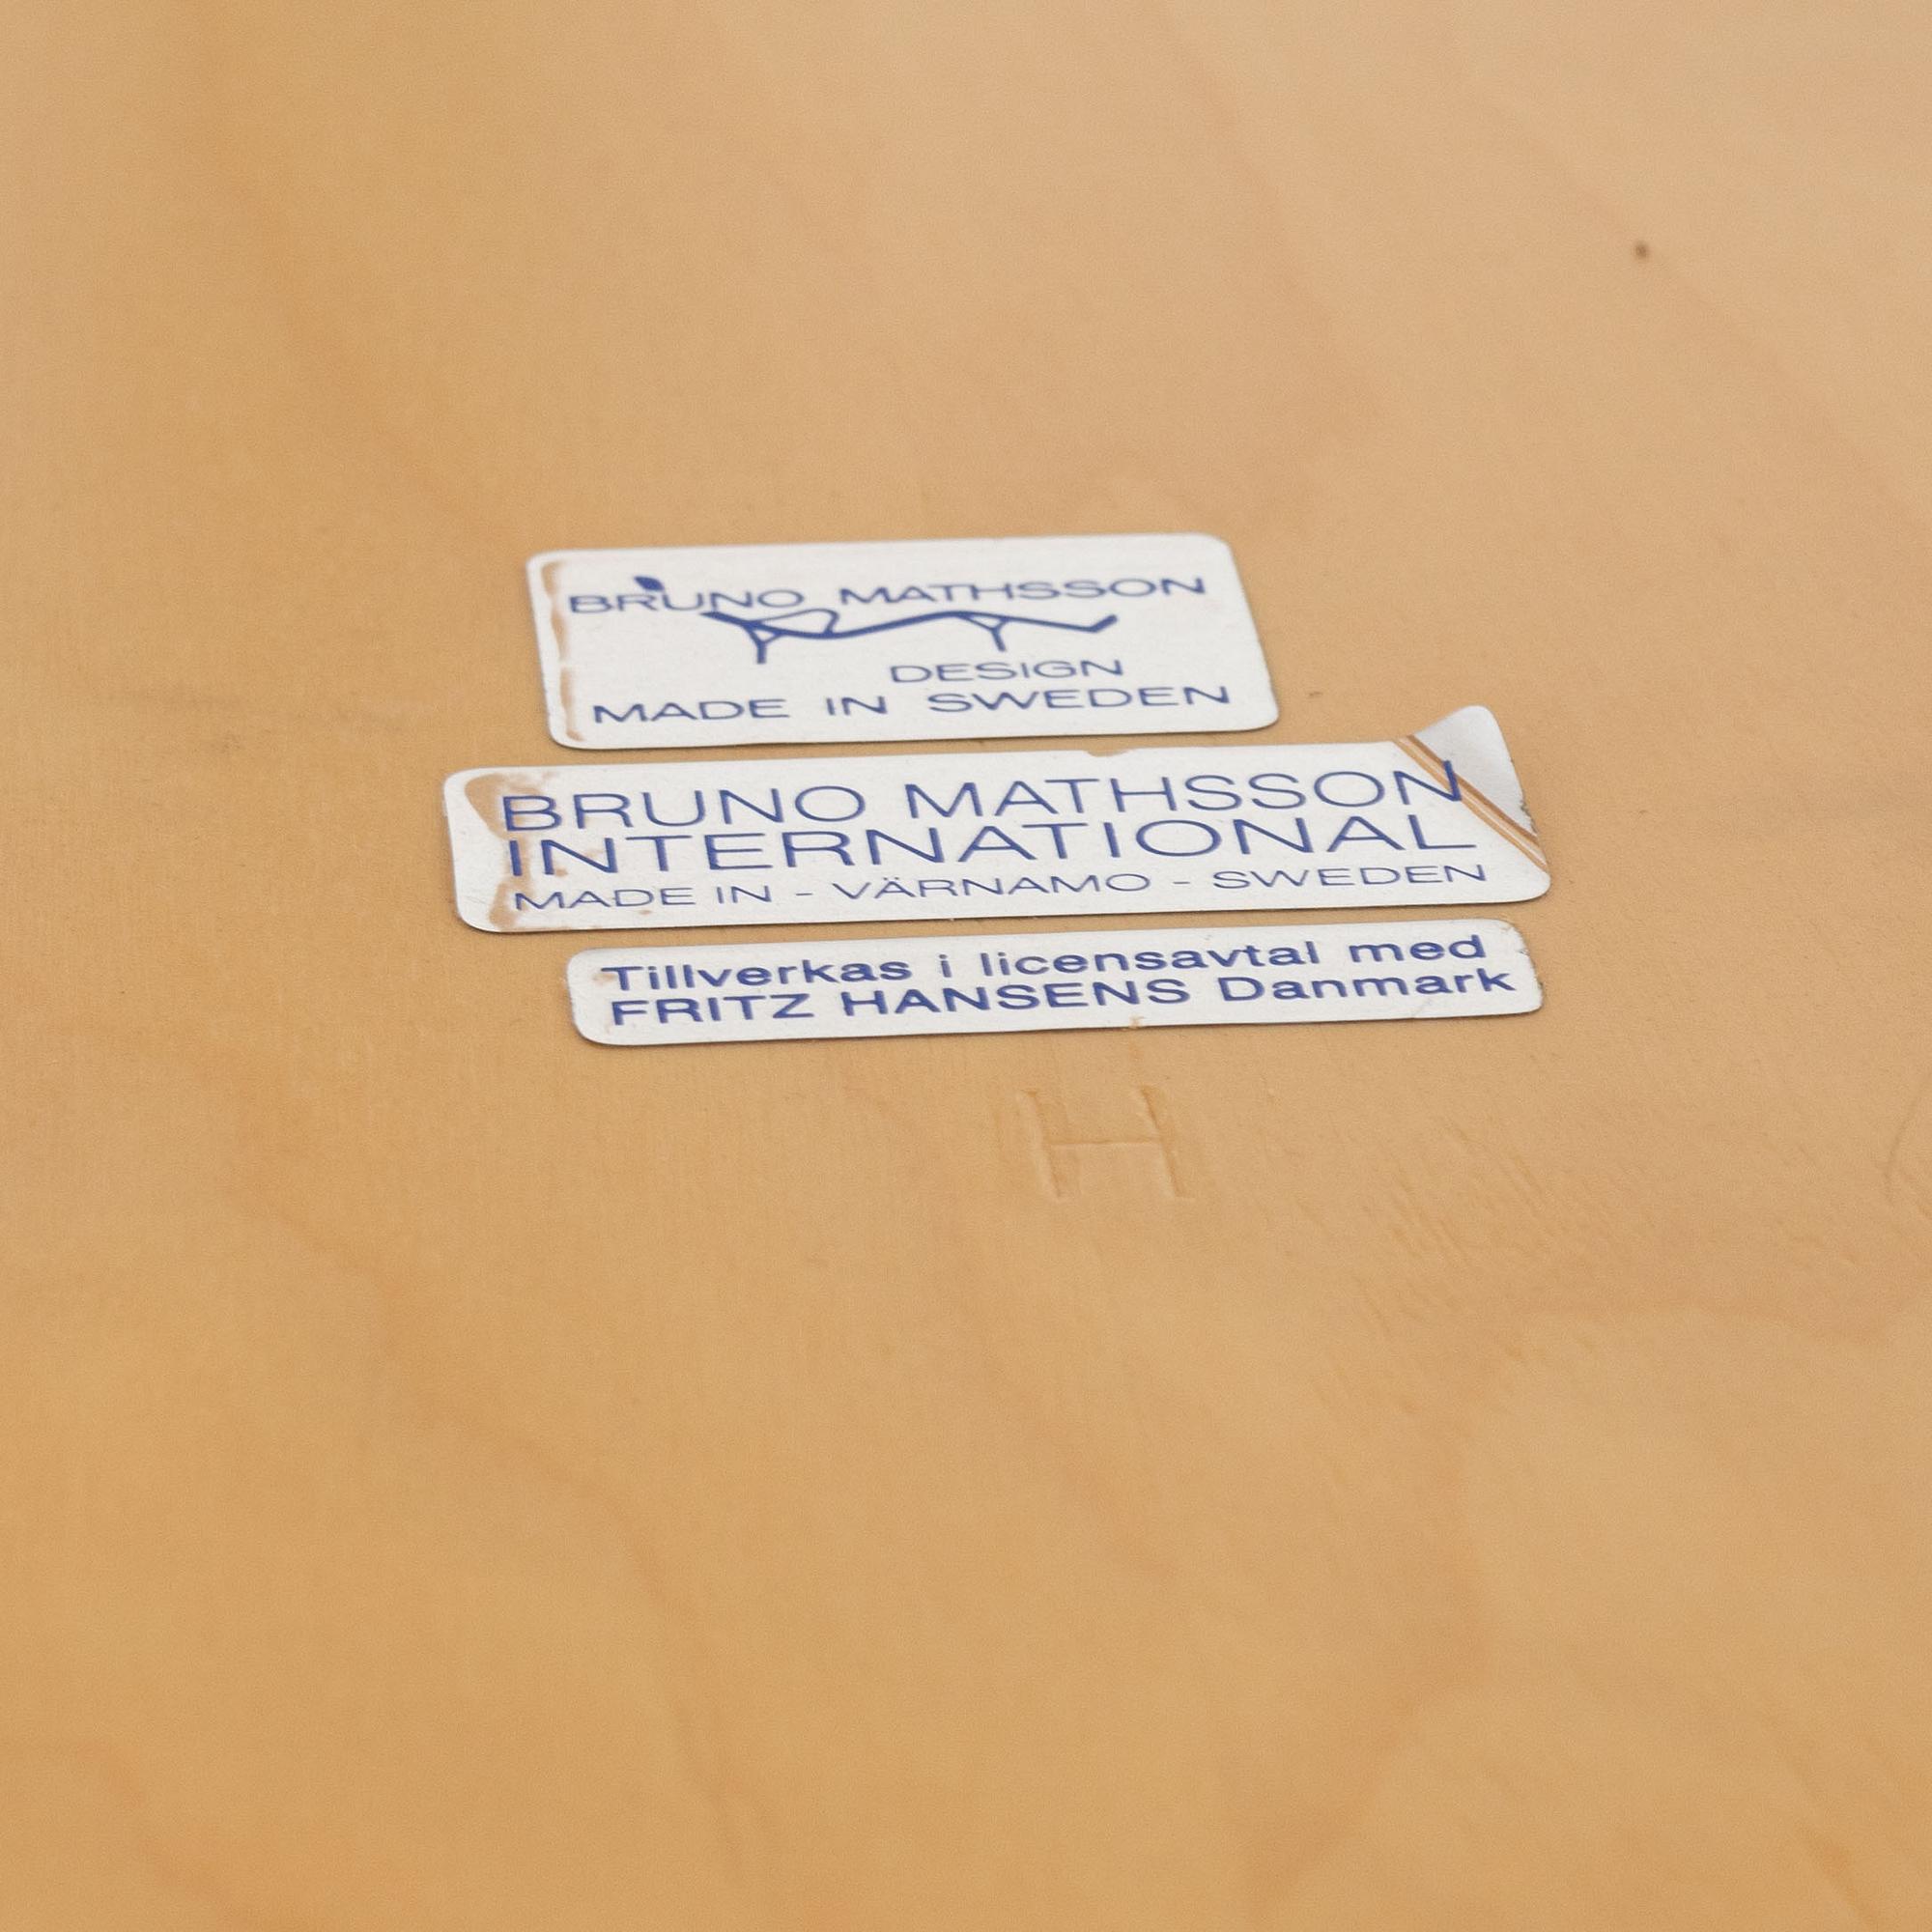 BRUNO MATHSSON
DESIGN
MADE IN SWEDEN
BRUNO MATHSSON
INTERNATIONAL
MADE IN - VÄRNAMO - SWEDEN
Tillverkas i licensavtal med
FRITZ HANSENS Danmark
H